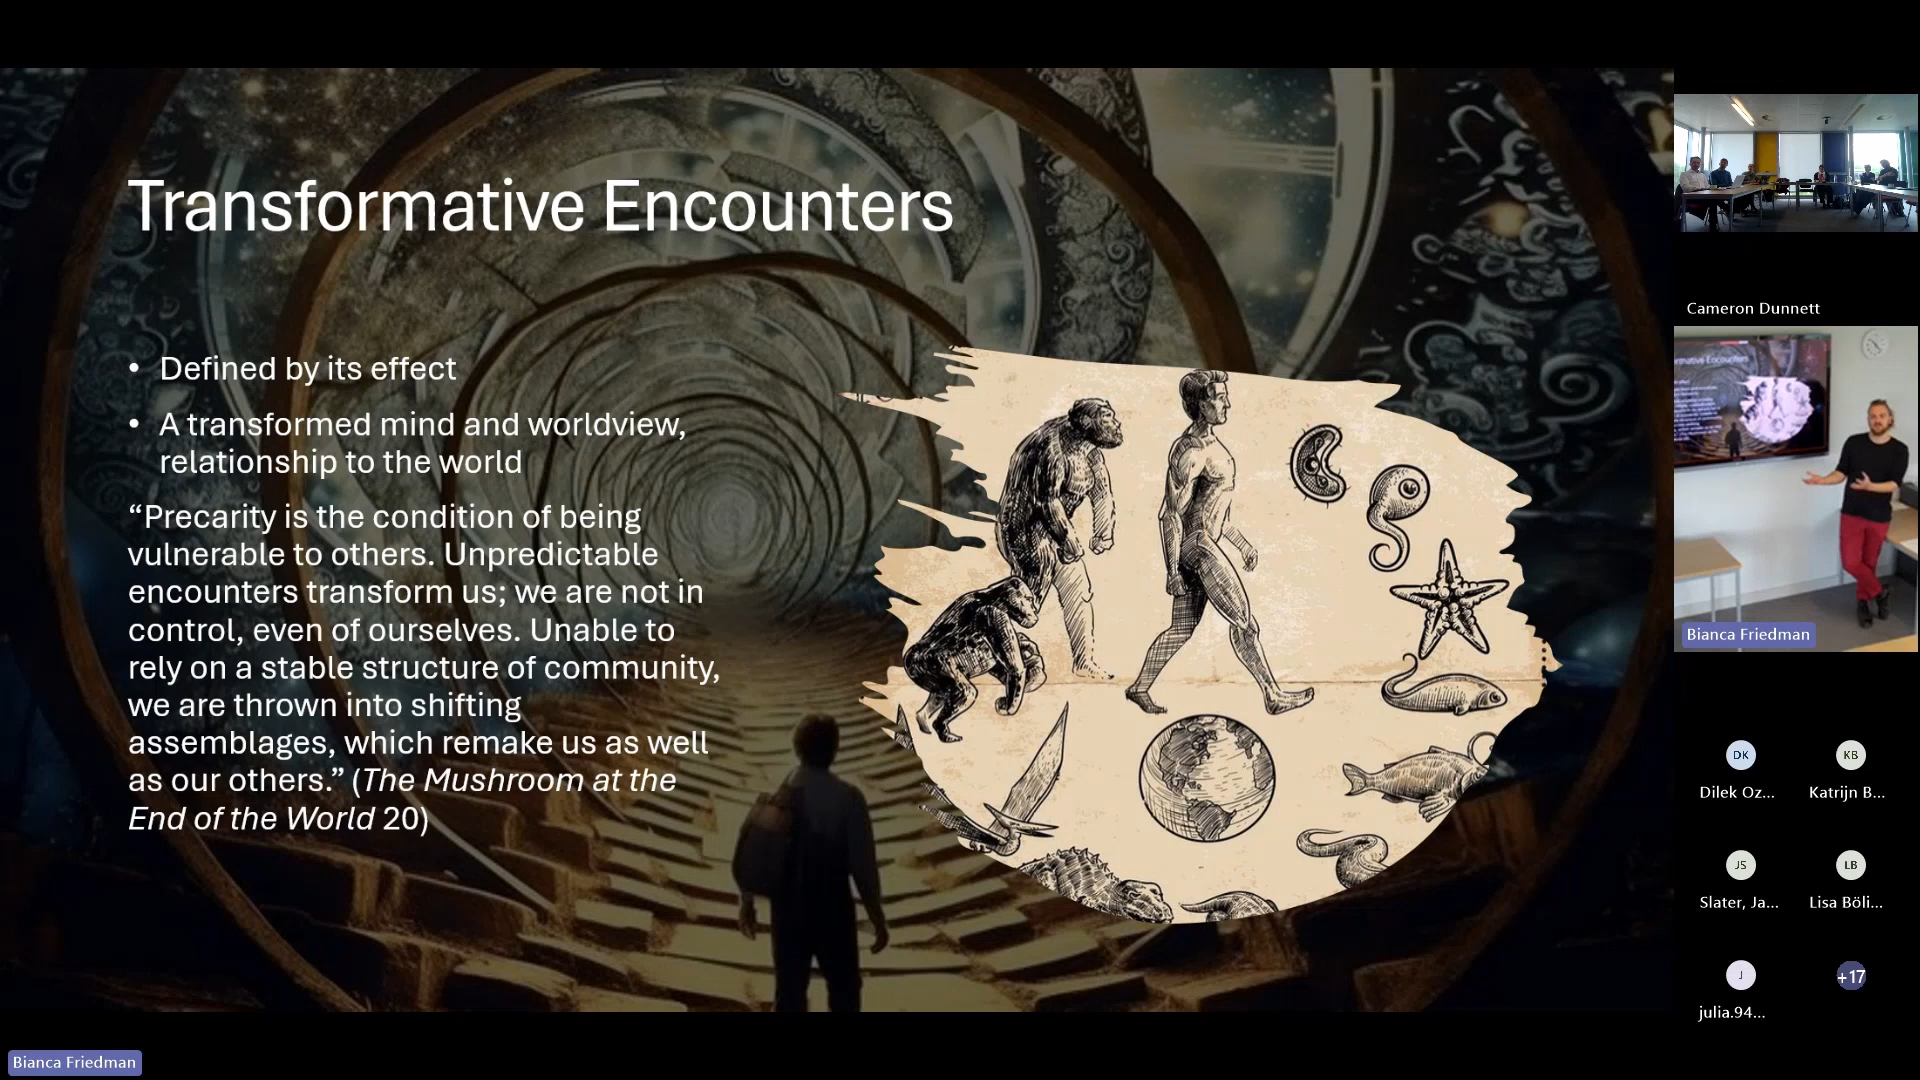 Transformative Encounters
• Defined by its effect
• A transformed mind and worldview,
relationship to the world
“Precarity is the condition of being
vulnerable to others. Unpredictable
encounters transform us; we are not in
control, even of ourselves. Unable to
rely on a stable structure of community,
we are thrown into shifting
assemblages, which remake us as well
as our others.” (The Mushroom at the
End of the World 20)
Cameron Dunnett
Bianca Friedman
DK
Dilek Oz...
KB
Katrijn B...
JS
Slater, Ja...
LB
Lisa Böli...
J
julia.94...
+17
Bianca Friedman